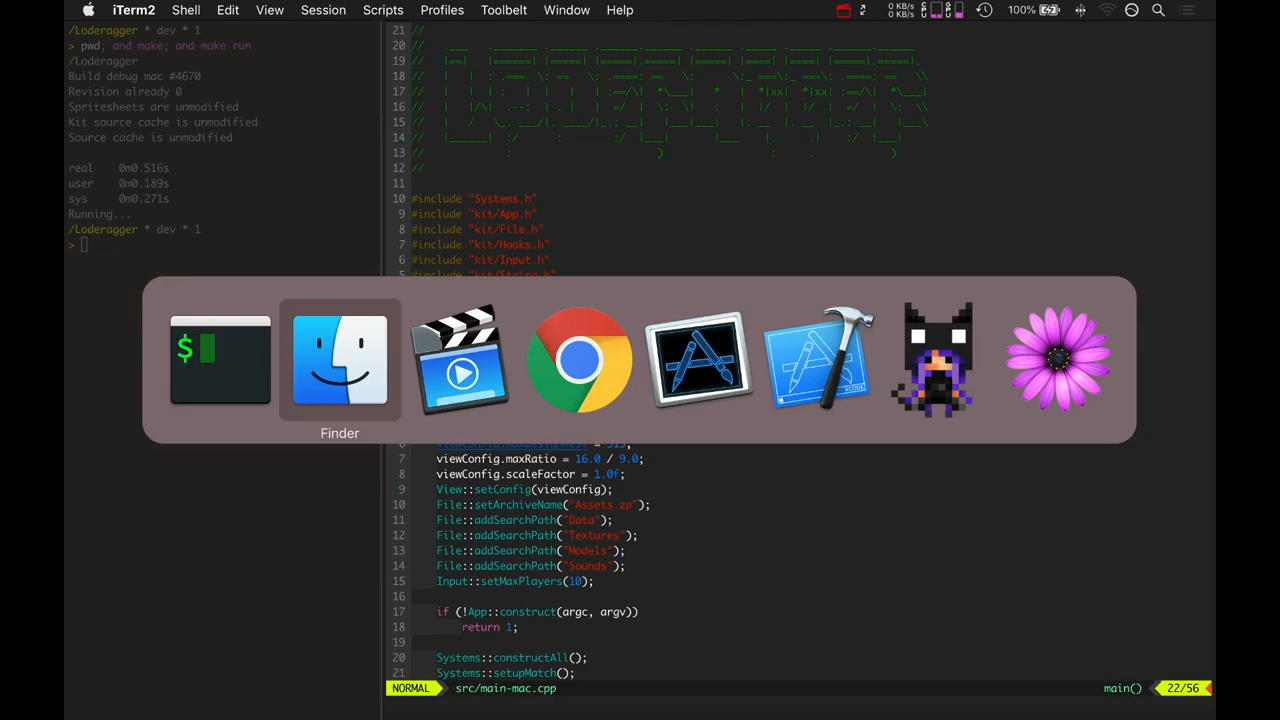 iTerm2 Shell Edit View Session Scripts Profiles Toolbelt Window Help
0 KB/s
0 KB/s
100%
/Loderagger * dev * 1
> pwd; and make; and make run
/Loderagger
Build debug mac #4670
Revision already 0
Spritesheets are unmodified
Kit source cache is unmodified
Source cache is unmodified
real 0m0.516s
user 0m0.189s
sys 0m0.271s
Running...
/Loderagger * dev * 1
>
21 //
20 //
19 //
18 //
17 //
16 //
15 //
14 //
13 //
12 //
11
10 #include "Systems.h"
9 #include "kit/App.h"
8 #include "kit/File.h"
7 #include "kit/Hooks.h"
6 #include "kit/Input.h"
5 #include "kit/String.h"
$
Finder
7 viewConfig.maxRatio = 16.0 / 9.0;
8 viewConfig.scaleFactor = 1.0f;
9 View::setConfig(viewConfig);
10 File::setArchiveName("Assets.zp");
11 File::addSearchPath("Data");
12 File::addSearchPath("Textures");
13 File::addSearchPath("Models");
14 File::addSearchPath("Sounds");
15 Input::setMaxPlayers(10);
16
17 if (!App::construct(argc, argv))
18 return 1;
19
20 Systems::constructAll();
21 Systems::setupMatch();
NORMAL src/main-mac.cpp main() 22/56